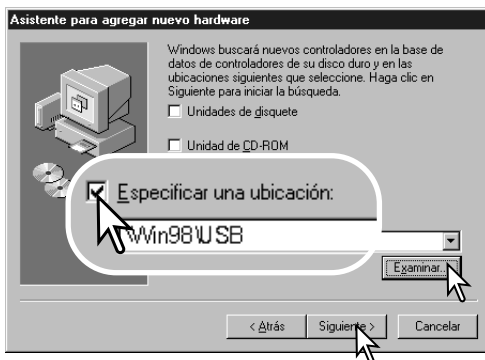 Asistente para agregar nuevo hardware
Windows buscará nuevos controladores en la base de
datos de controladores de su disco duro y en las
ubicaciones siguientes que seleccione. Haga clic en
Siguiente para iniciar la búsqueda.
Unidades de disquete
Unidad de CD-ROM
Especificar una ubicación:
\Win98\USB
Examinar...
< Atrás Siguiente > Cancelar